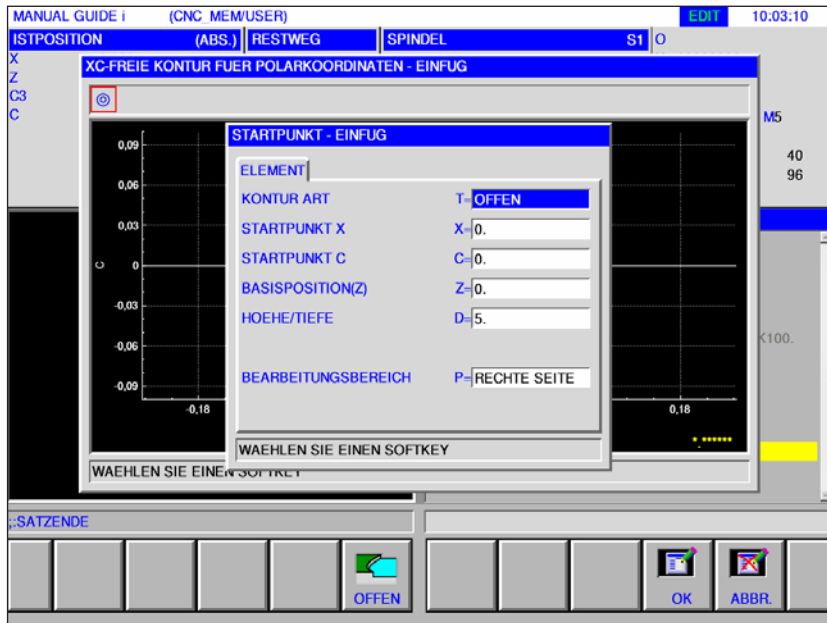 MANUAL GUIDE i (CNC_MEM/USER) EDIT 10:03:10
ISTPOSITION (ABS.) RESTWEG SPINDEL S1 O
X
Z
C3
C
M5
40
96
XC-FREIE KONTUR FUER POLARKOORDINATEN - EINFUG
0,09
0,06
0,03
0
-0,03
-0,06
-0,09
C
-0,18
0,18
*.******
STARTPUNKT - EINFUG
ELEMENT
KONTUR ART T= OFFEN
STARTPUNKT X X= 0.
STARTPUNKT C C= 0.
BASISPOSITION(Z) Z= 0.
HOEHE/TIEFE D= 5.
BEARBEITUNGSBEREICH P= RECHTE SEITE
WAEHLEN SIE EINEN SOFTKEY
WAEHLEN SIE EINEN SOFTKEY
K100.
;:SATZENDE
OFFEN
OK
ABBR.